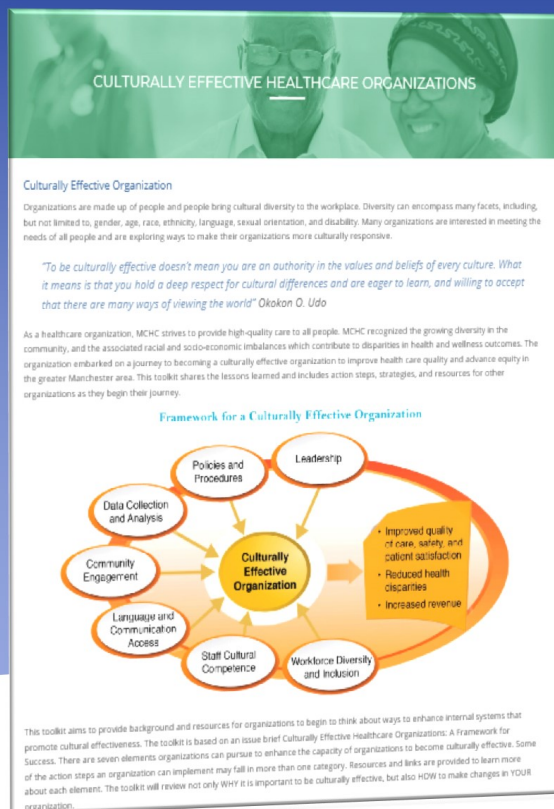 CULTURALLY EFFECTIVE HEALTHCARE ORGANIZATIONS
Culturally Effective Organization
Organizations are made up of people and people bring cultural diversity to the workplace. Diversity can encompass many facets, including,
but not limited to, gender, age, race, ethnicity, language, sexual orientation, and disability. Many organizations are interested in meeting the
needs of all people and are exploring ways to make their organizations more culturally responsive.
"To be culturally effective doesn't mean you are an authority in the values and beliefs of every culture. What
it means is that you hold a deep respect for cultural differences and are eager to learn, and willing to accept
that there are many ways of viewing the world" Okokon O. Udo
As a healthcare organization, MCHC strives to provide high-quality care to all people. MCHC recognized the growing diversity in the
community, and the associated racial and socio-economic imbalances which contribute to disparities in health and wellness outcomes. The
organization embarked on a journey to becoming a culturally effective organization to improve health care quality and advance equity in
the greater Manchester area. This toolkit shares the lessons learned and includes action steps, strategies, and resources for other
organizations as they begin their journey.
Framework for a Culturally Effective Organization
Leadership
Policies and
Procedures
Data Collection
and Analysis
Community
Engagement
Language and
Communication
Access
Staff Cultural
Competence
Workforce Diversity
and Inclusion
Culturally
Effective
Organization
• Improved quality
of care, safety, and
patient satisfaction
• Reduced health
disparities
• Increased revenue
This toolkit aims to provide background and resources for organizations to begin to think about ways to enhance internal systems that
promote cultural effectiveness. The toolkit is based on an issue brief Culturally Effective Healthcare Organizations: A Framework for
Success. There are seven elements organizations can pursue to enhance the capacity of organizations to become culturally effective. Some
of the action steps an organization can implement may fall in more than one category. Resources and links are provided to learn more
about each element. The toolkit will review not only WHY it is important to be culturally effective, but also HOW to make changes in YOUR
organization.